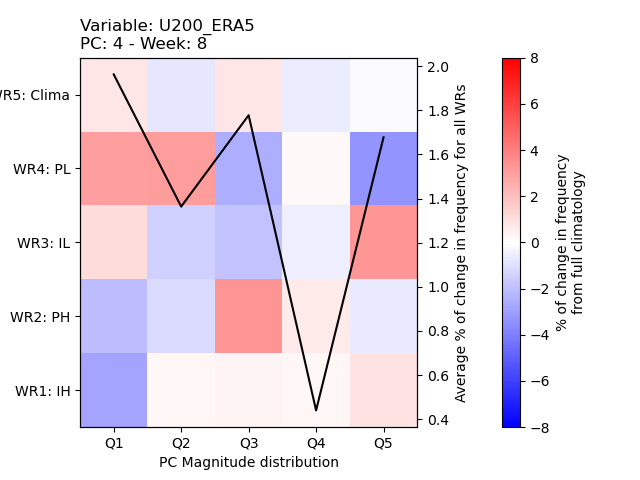 Variable: U200_ERA5
PC: 4 - Week: 8
WR5: Clima
WR4: PL
WR3: IL
WR2: PH
WR1: IH
Q1 Q2 Q3 Q4 Q5
PC Magnitude distribution
2.0
1.8
1.6
1.4
1.2
1.0
0.8
0.6
0.4
Average % of change in frequency for all WRs
8
6
4
2
0
−2
−4
−6
−8
% of change in frequency
from full climatology